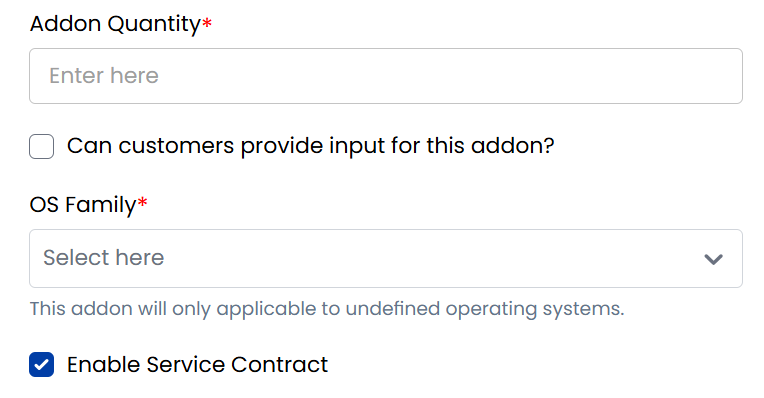 Addon Quantity*
Enter here
Can customers provide input for this addon?
OS Family*
Select here
This addon will only applicable to undefined operating systems.
Enable Service Contract